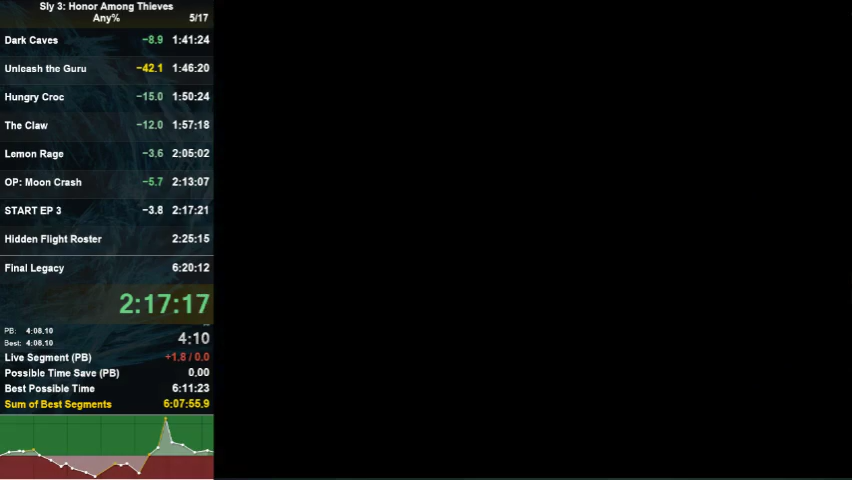 Sly 3: Honor Among Thieves
Any% 5/17
Dark Caves −8.9 1:41:24
Unleash the Guru −42.1 1:46:20
Hungry Croc −15.0 1:50:24
The Claw −12.0 1:57:18
Lemon Rage −3.6 2:05:02
OP: Moon Crash −5.7 2:13:07
START EP 3 −3.8 2:17:21
Hidden Flight Roster 2:25:15
Final Legacy 6:20:12
2:17:17
PB: 4:08.10
Best: 4:08.10
4:10
Live Segment (PB) +1.8 / 0.0
Possible Time Save (PB) 0.00
Best Possible Time 6:11:23
Sum of Best Segments 6:07:55.9